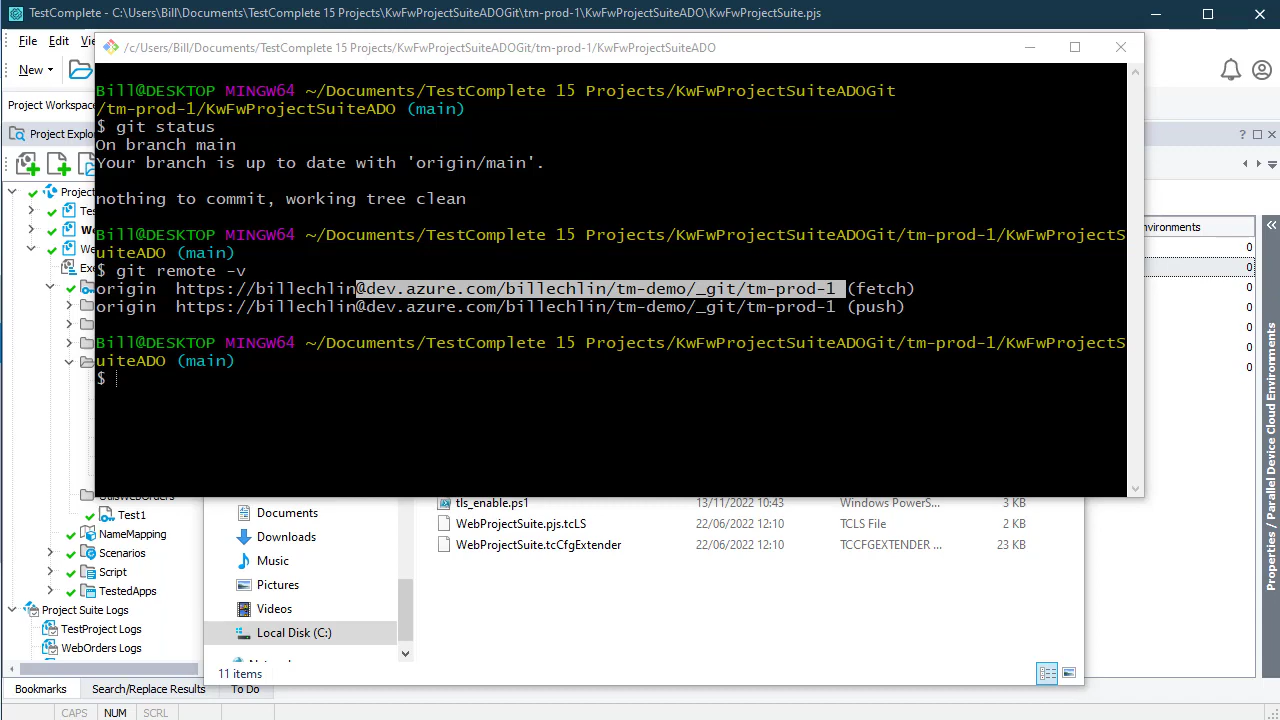 TestComplete - C:\Users\Bill\Documents\TestComplete 15 Projects\KwFwProjectSuiteADOGit\tm-prod-1\KwFwProjectSuiteADO\KwFwProjectSuite.pjs
File Edit
New
/c/Users/Bill/Documents/TestComplete 15 Projects/KwFwProjectSuiteADOGit/tm-prod-1/KwFwProjectSuiteADO
Bill@DESKTOP MINGW64 ~/Documents/TestComplete 15 Projects/KwFwProjectSuiteADOGit
/tm-prod-1/KwFwProjectSuiteADO (main)
$ git status
On branch main
Your branch is up to date with 'origin/main'.
nothing to commit, working tree clean
Bill@DESKTOP MINGW64 ~/Documents/TestComplete 15 Projects/KwFwProjectSuiteADOGit/tm-prod-1/KwFwProjectS
uiteADO (main)
$ git remote -v
origin https://billechlin@dev.azure.com/billechlin/tm-demo/_git/tm-prod-1 (fetch)
origin https://billechlin@dev.azure.com/billechlin/tm-demo/_git/tm-prod-1 (push)
Bill@DESKTOP MINGW64 ~/Documents/TestComplete 15 Projects/KwFwProjectSuiteADOGit/tm-prod-1/KwFwProjectS
uiteADO (main)
$
Project Workspac
Project Explo
Project
Te
We
We
Exe
UtilsWebOrders
Test1
NameMapping
Scenarios
Script
TestedApps
Project Suite Logs
TestProject Logs
WebOrders Logs
Bookmarks Search/Replace Results To Do
CAPS NUM SCRL
Documents
Downloads
Music
Pictures
Videos
Local Disk (C:)
11 items
tls_enable.ps1 13/11/2022 10:43 Windows PowerS... 3 KB
WebProjectSuite.pjs.tcLS 22/06/2022 12:10 TCLS File 2 KB
WebProjectSuite.tcCfgExtender 22/06/2022 12:10 TCCFGEXTENDER ... 23 KB
nvironments
0
0
0
0
0
0
0
Properties / Parallel Device Cloud Environments